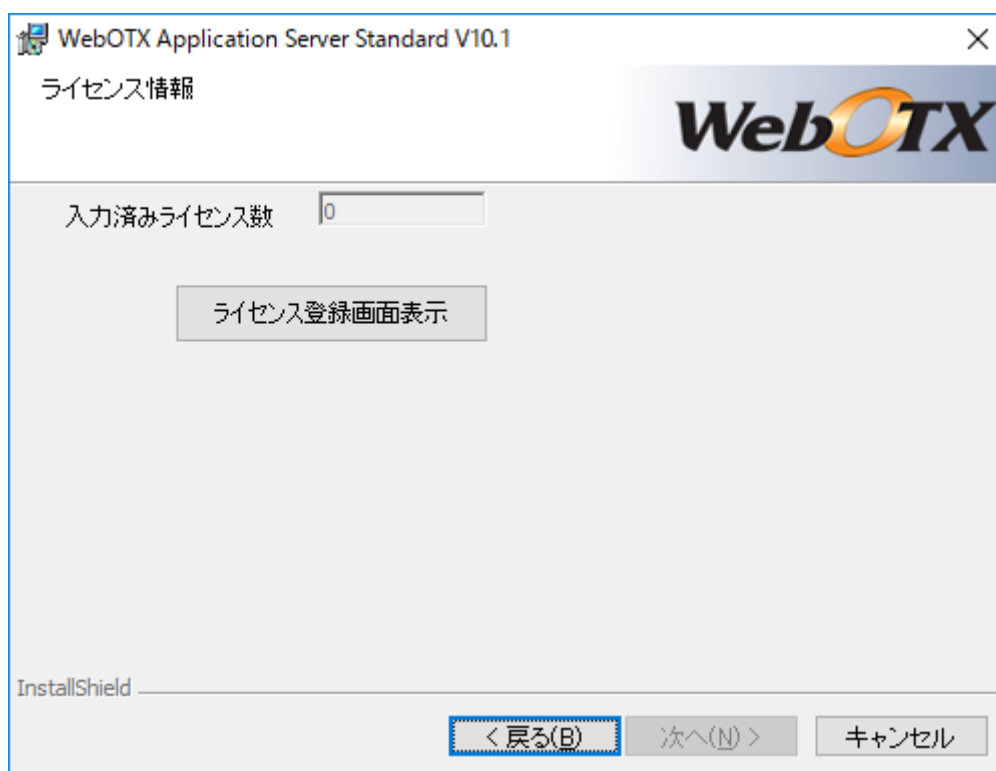 WebOTX Application Server Standard V10.1
ライセンス情報
WebOTX
入力済みライセンス数 0
ライセンス登録画面表示
InstallShield
< 戻る(B) 次へ(N) > キャンセル